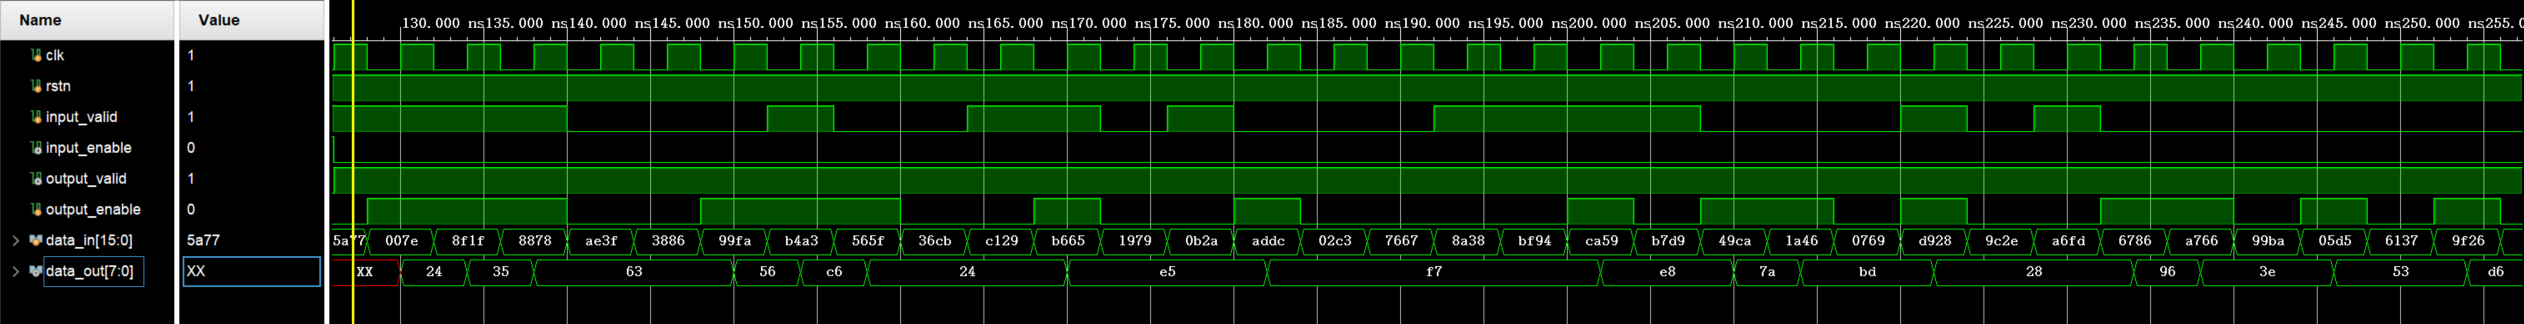 Name Value 130.000 ns 135.000 ns 140.000 ns 145.000 ns 150.000 ns 155.000 ns 160.000 ns 165.000 ns 170.000 ns 175.000 ns 180.000 ns 185.000 ns 190.000 ns 195.000 ns 200.000 ns 205.000 ns 210.000 ns 215.000 ns 220.000 ns 225.000 ns 230.000 ns 235.000 ns 240.000 ns 245.000 ns 250.000 ns 255.0
clk 1
rstn 1
input_valid 1
input_enable 0
output_valid 1
output_enable 0
data_in[15:0] 5a77 5a77 007e 8f1f 8878 ae3f 3886 99fa b4a3 565f 36cb c129 b665 1979 0b2a addc 02c3 7667 8a38 bf94 ca59 b7d9 49ca 1a46 0769 d928 9c2e a6fd 6786 a766 99ba 05d5 6137 9f26
data_out[7:0] XX XX 24 35 63 56 c6 24 e5 f7 e8 7a bd 28 96 3e 53 d6